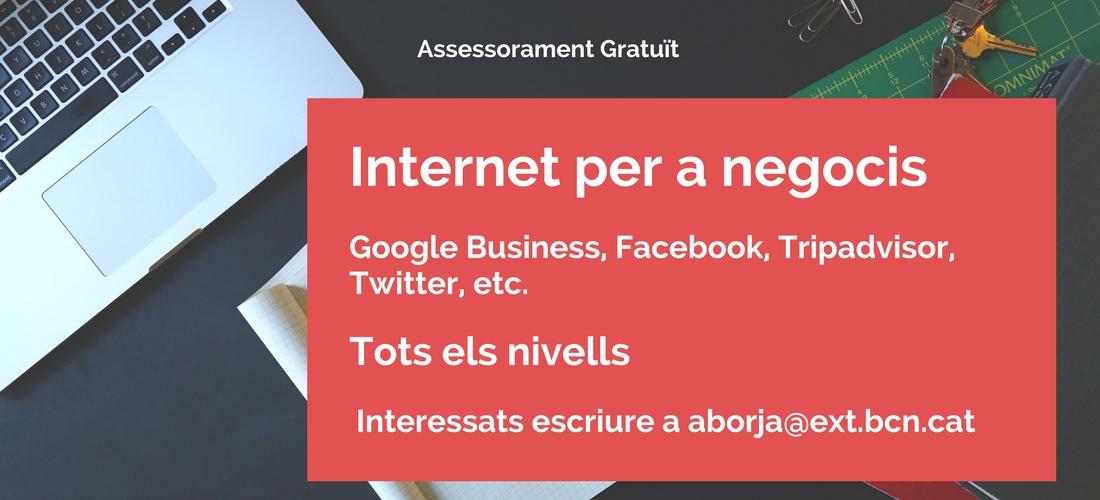 Assessorament Gratuït
OMNIMAT
Internet per a negocis
Google Business, Facebook, Tripadvisor,
Twitter, etc.
Tots els nivells
Interessats escriure a aborja@ext.bcn.cat